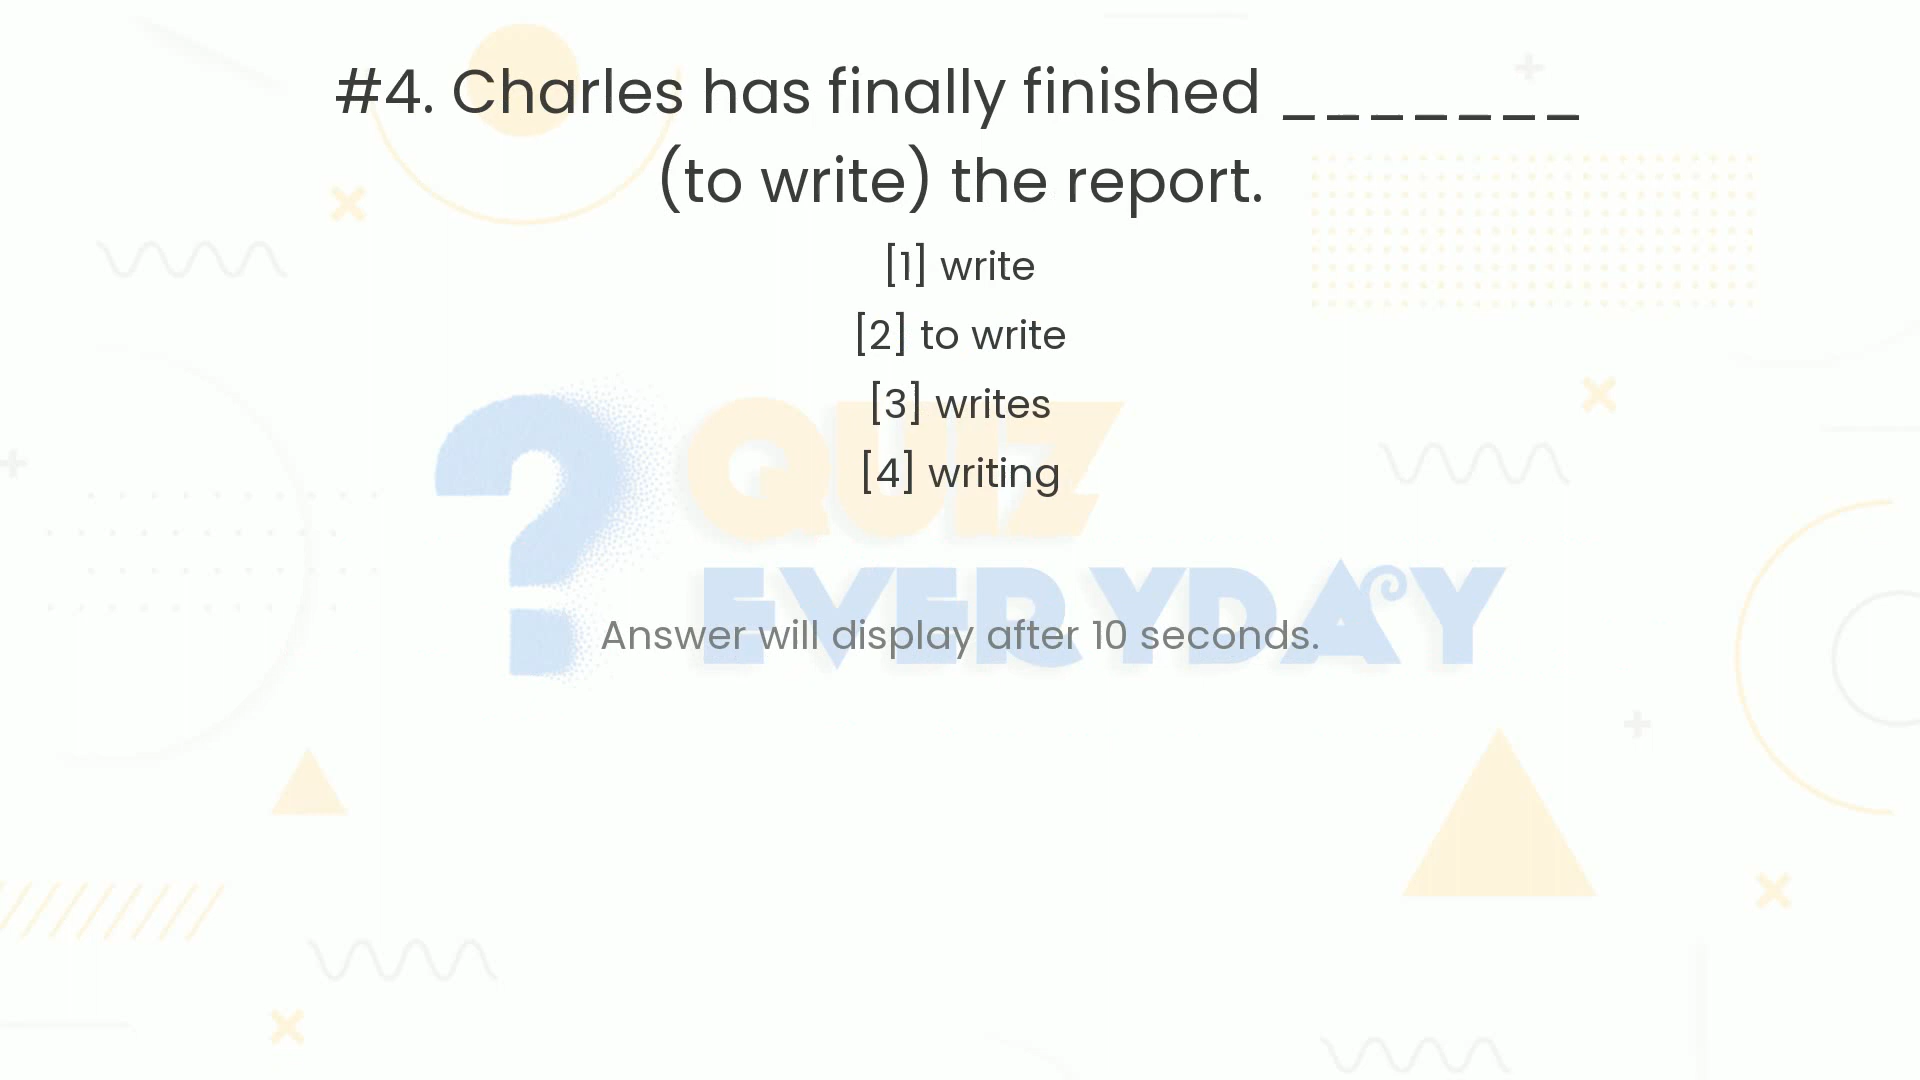 #4. Charles has finally finished _______
(to write) the report.
[1] write
[2] to write
[3] writes
[4] writing
? QUIZ
EVERYDAY
Answer will display after 10 seconds.